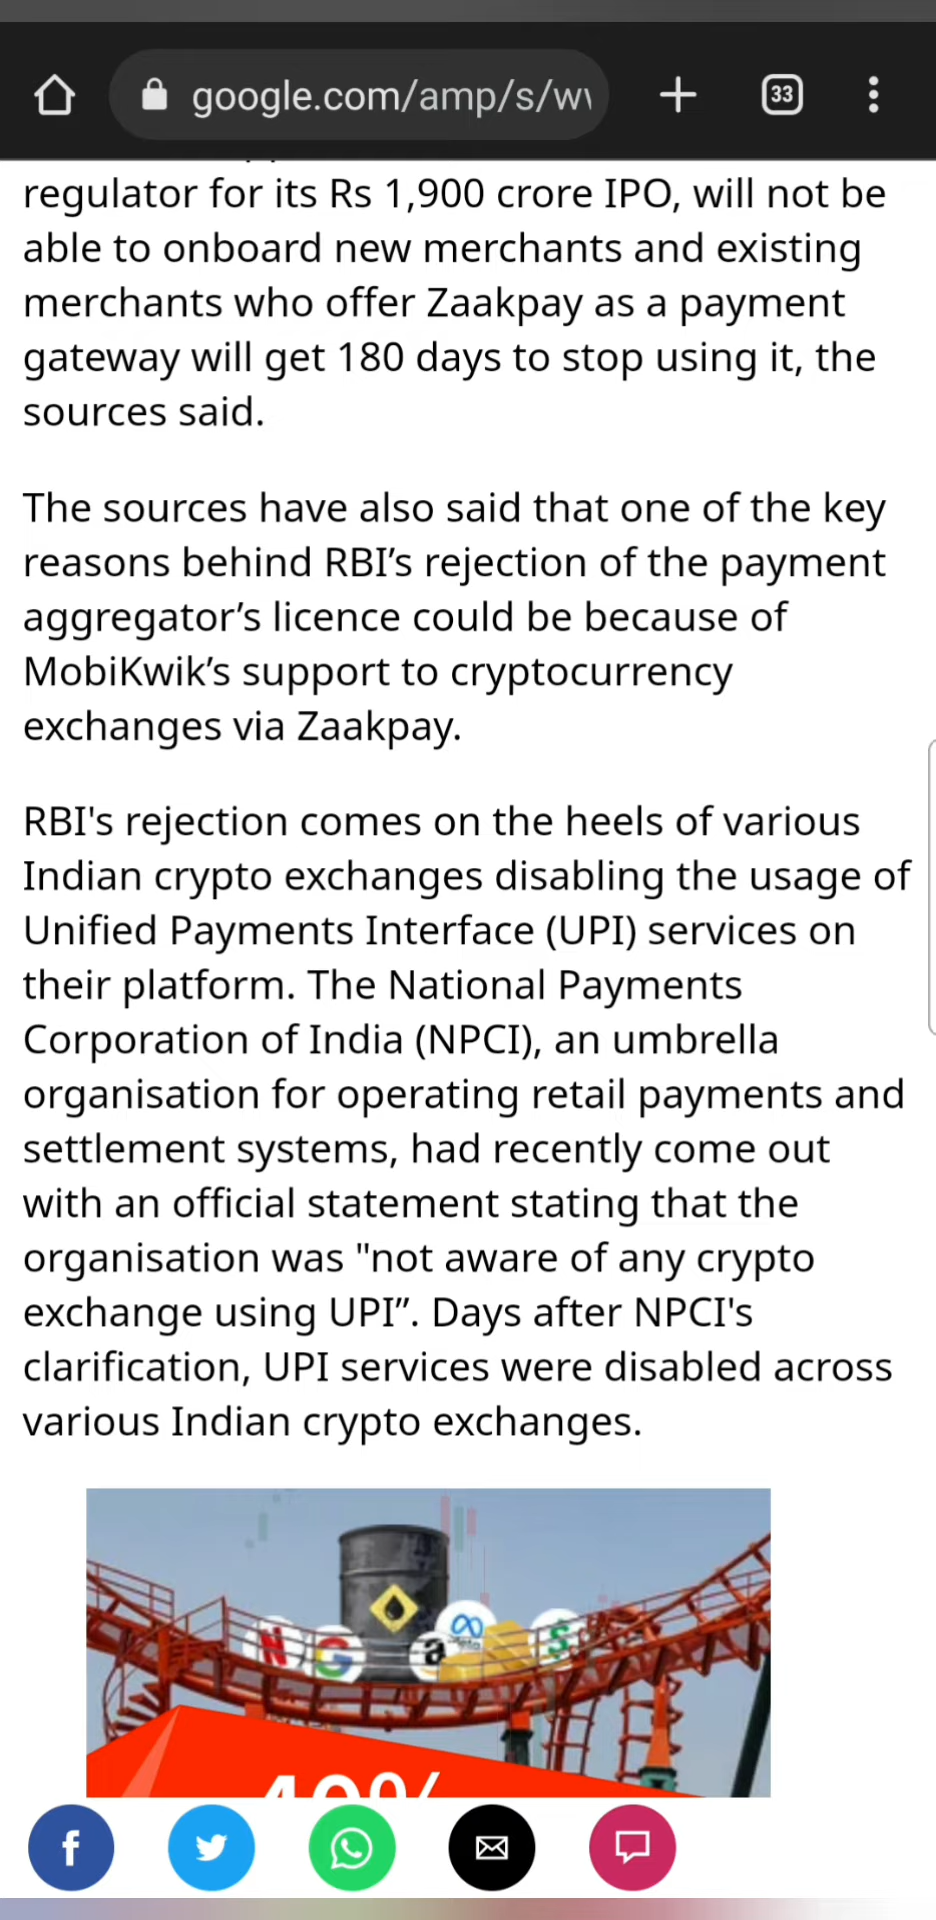 google.com/amp/s/w
33
regulator for its Rs 1,900 crore IPO, will not be
able to onboard new merchants and existing
merchants who offer Zaakpay as a payment
gateway will get 180 days to stop using it, the
sources said.
The sources have also said that one of the key
reasons behind RBI’s rejection of the payment
aggregator’s licence could be because of
MobiKwik’s support to cryptocurrency
exchanges via Zaakpay.
RBI's rejection comes on the heels of various
Indian crypto exchanges disabling the usage of
Unified Payments Interface (UPI) services on
their platform. The National Payments
Corporation of India (NPCI), an umbrella
organisation for operating retail payments and
settlement systems, had recently come out
with an official statement stating that the
organisation was "not aware of any crypto
exchange using UPI”. Days after NPCI's
clarification, UPI services were disabled across
various Indian crypto exchanges.
N
G
a
$